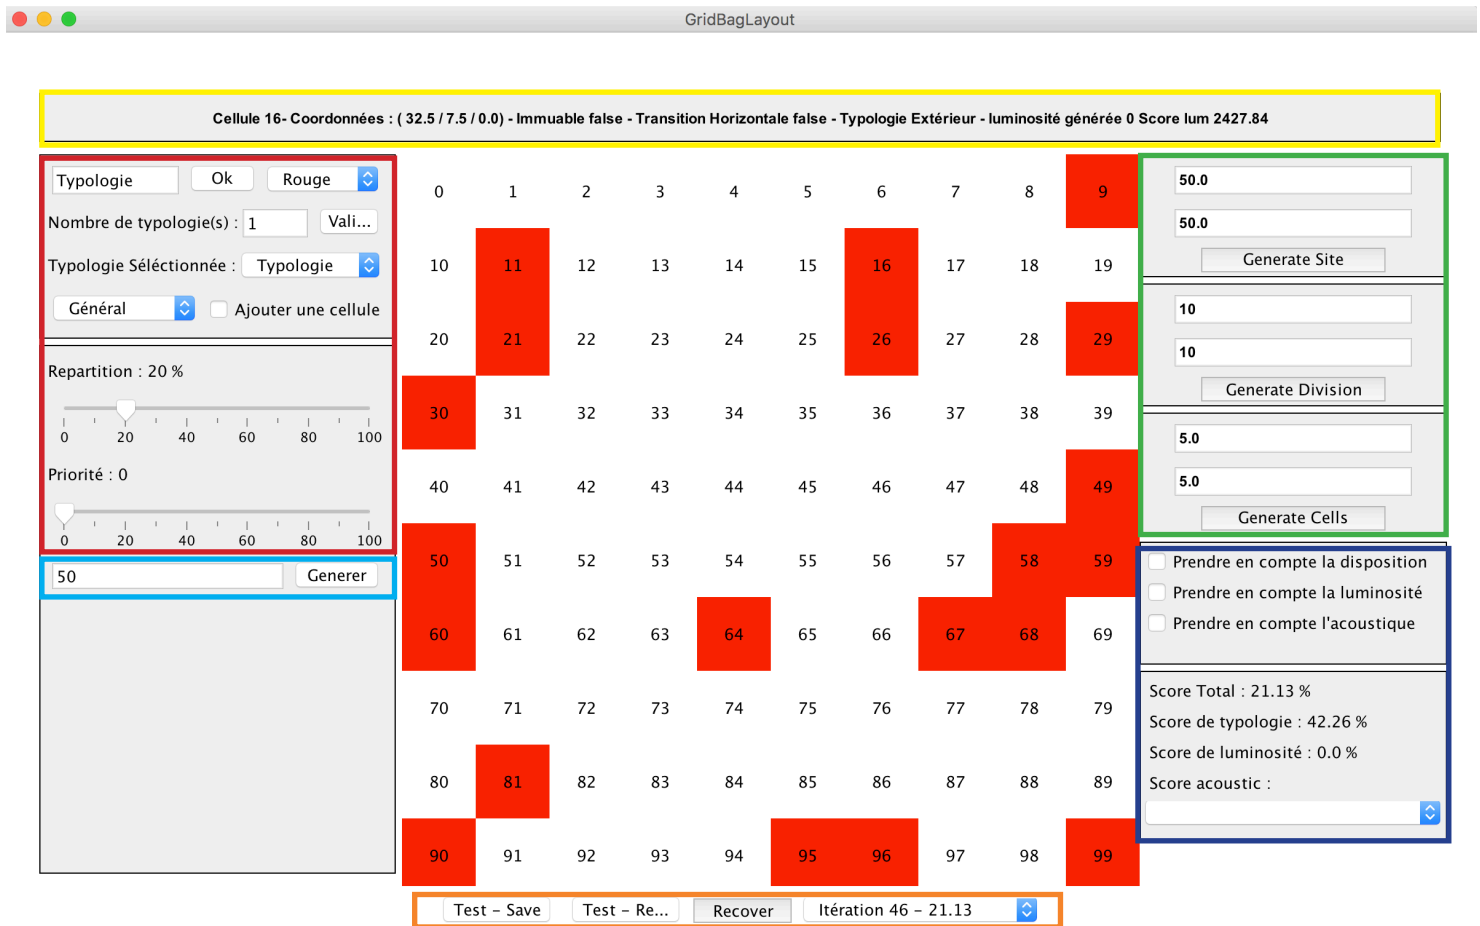 GridBagLayout
Cellule 16- Coordonnées : ( 32.5 / 7.5 / 0.0) - Immuable false - Transition Horizontale false - Typologie Extérieur - luminosité générée 0 Score lum 2427.84
Typologie Ok Rouge
Nombre de typologie(s) : 1 Vali...
Typologie Séléctionnée : Typologie
Général Ajouter une cellule
Repartition : 20 %
0 20 40 60 80 100
Priorité : 0
0 20 40 60 80 100
50 Generer
0 1 2 3 4 5 6 7 8 9
10 11 12 13 14 15 16 17 18 19
20 21 22 23 24 25 26 27 28 29
30 31 32 33 34 35 36 37 38 39
40 41 42 43 44 45 46 47 48 49
50 51 52 53 54 55 56 57 58 59
60 61 62 63 64 65 66 67 68 69
70 71 72 73 74 75 76 77 78 79
80 81 82 83 84 85 86 87 88 89
90 91 92 93 94 95 96 97 98 99
50.0
50.0
Generate Site
10
10
Generate Division
5.0
5.0
Generate Cells
Prendre en compte la disposition
Prendre en compte la luminosité
Prendre en compte l'acoustique
Score Total : 21.13 %
Score de typologie : 42.26 %
Score de luminosité : 0.0 %
Score acoustic :
Test - Save Test - Re... Recover Itération 46 - 21.13